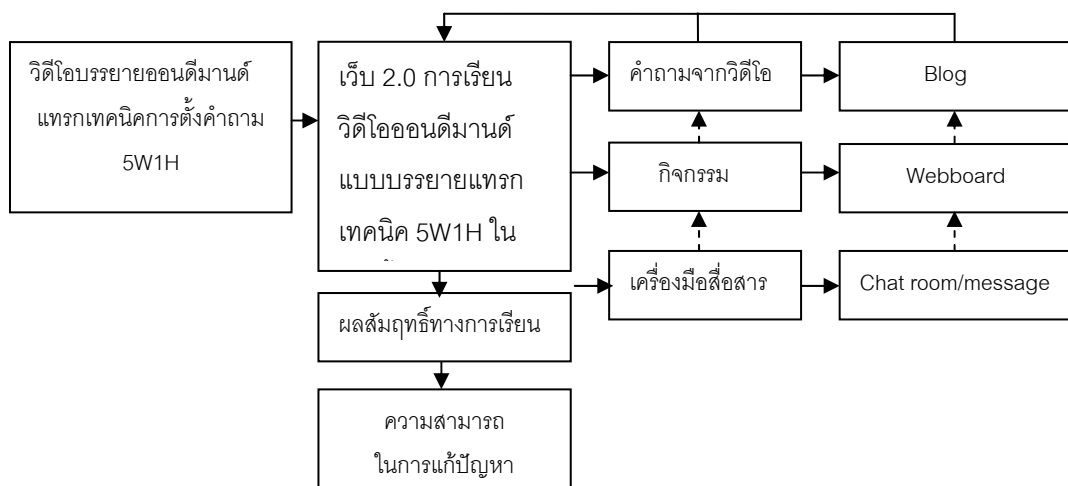 วิดีโอบรรยายออนดีมานด์
แทรกเทคนิคการตั้งคำถาม
5W1H
เว็บ 2.0 การเรียน
วิดีโอออนดีมานด์
แบบบรรยายแทรก
เทคนิค 5W1H ใน
คำถามจากวิดีโอ
Blog
กิจกรรม
Webboard
เครื่องมือสื่อสาร
Chat room/message
ผลสัมฤทธิ์ทางการเรียน
ความสามารถ
ในการแก้ปัญหา